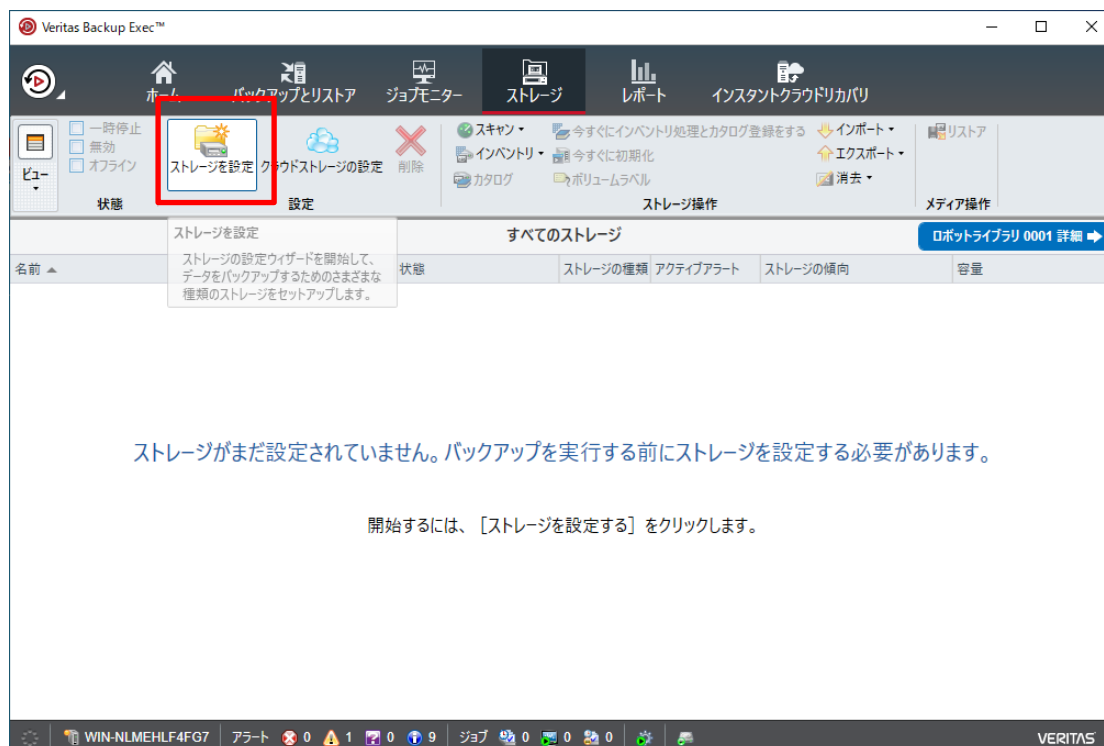 Veritas Backup Exec™
ホーム
バックアップとリストア
ジョブモニター
ストレージ
レポート
インスタントクラウドリカバリ
ビュー
一時停止
無効
オフライン
状態
ストレージを設定
クラウドストレージの設定
削除
設定
スキャン
インベントリ
カタログ
今すぐにインベントリ処理とカタログ登録をする
今すぐに初期化
ボリュームラベル
インポート
エクスポート
消去
ストレージ操作
リストア
メディア操作
ストレージを設定
ストレージの設定ウィザードを開始して、
データをバックアップするためのさまざまな
種類のストレージをセットアップします。
すべてのストレージ
ロボットライブラリ 0001 詳細
名前
状態
ストレージの種類
アクティブアラート
ストレージの傾向
容量
ストレージがまだ設定されていません。バックアップを実行する前にストレージを設定する必要があります。
開始するには、［ストレージを設定する］をクリックします。
WIN-NLMEHLF4FG7
アラート 0 1 0 9
ジョブ 0 0 0
VERITAS